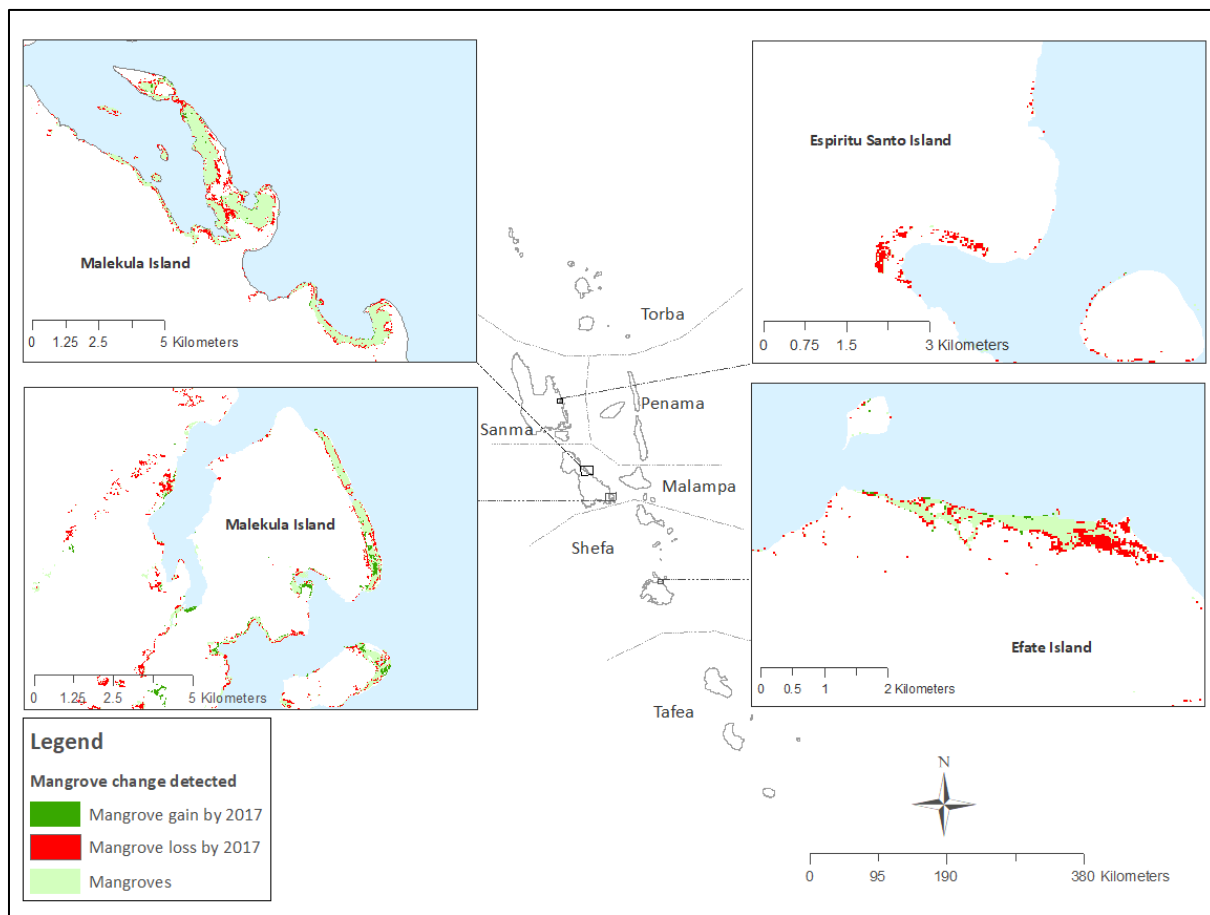 Malekula Island
0 1.25 2.5 5 Kilometers
Espiritu Santo Island
0 0.75 1.5 3 Kilometers
Torba
Penama
Sanma
Malampa
Shefa
Tafea
Malekula Island
0 1.25 2.5 5 Kilometers
Efate Island
0 0.5 1 2 Kilometers
Legend
Mangrove change detected
Mangrove gain by 2017
Mangrove loss by 2017
Mangroves
N
0 95 190 380 Kilometers